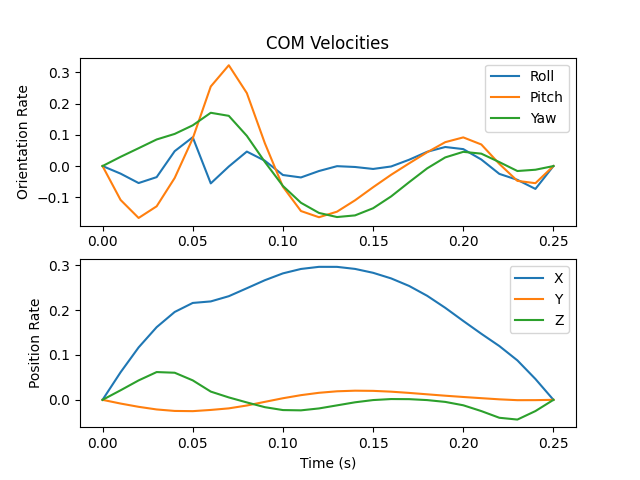 COM Velocities
Orientation Rate
0.3
0.2
0.1
0.0
−0.1
Roll
Pitch
Yaw
0.00 0.05 0.10 0.15 0.20 0.25
Position Rate
0.3
0.2
0.1
0.0
X
Y
Z
0.00 0.05 0.10 0.15 0.20 0.25
Time (s)